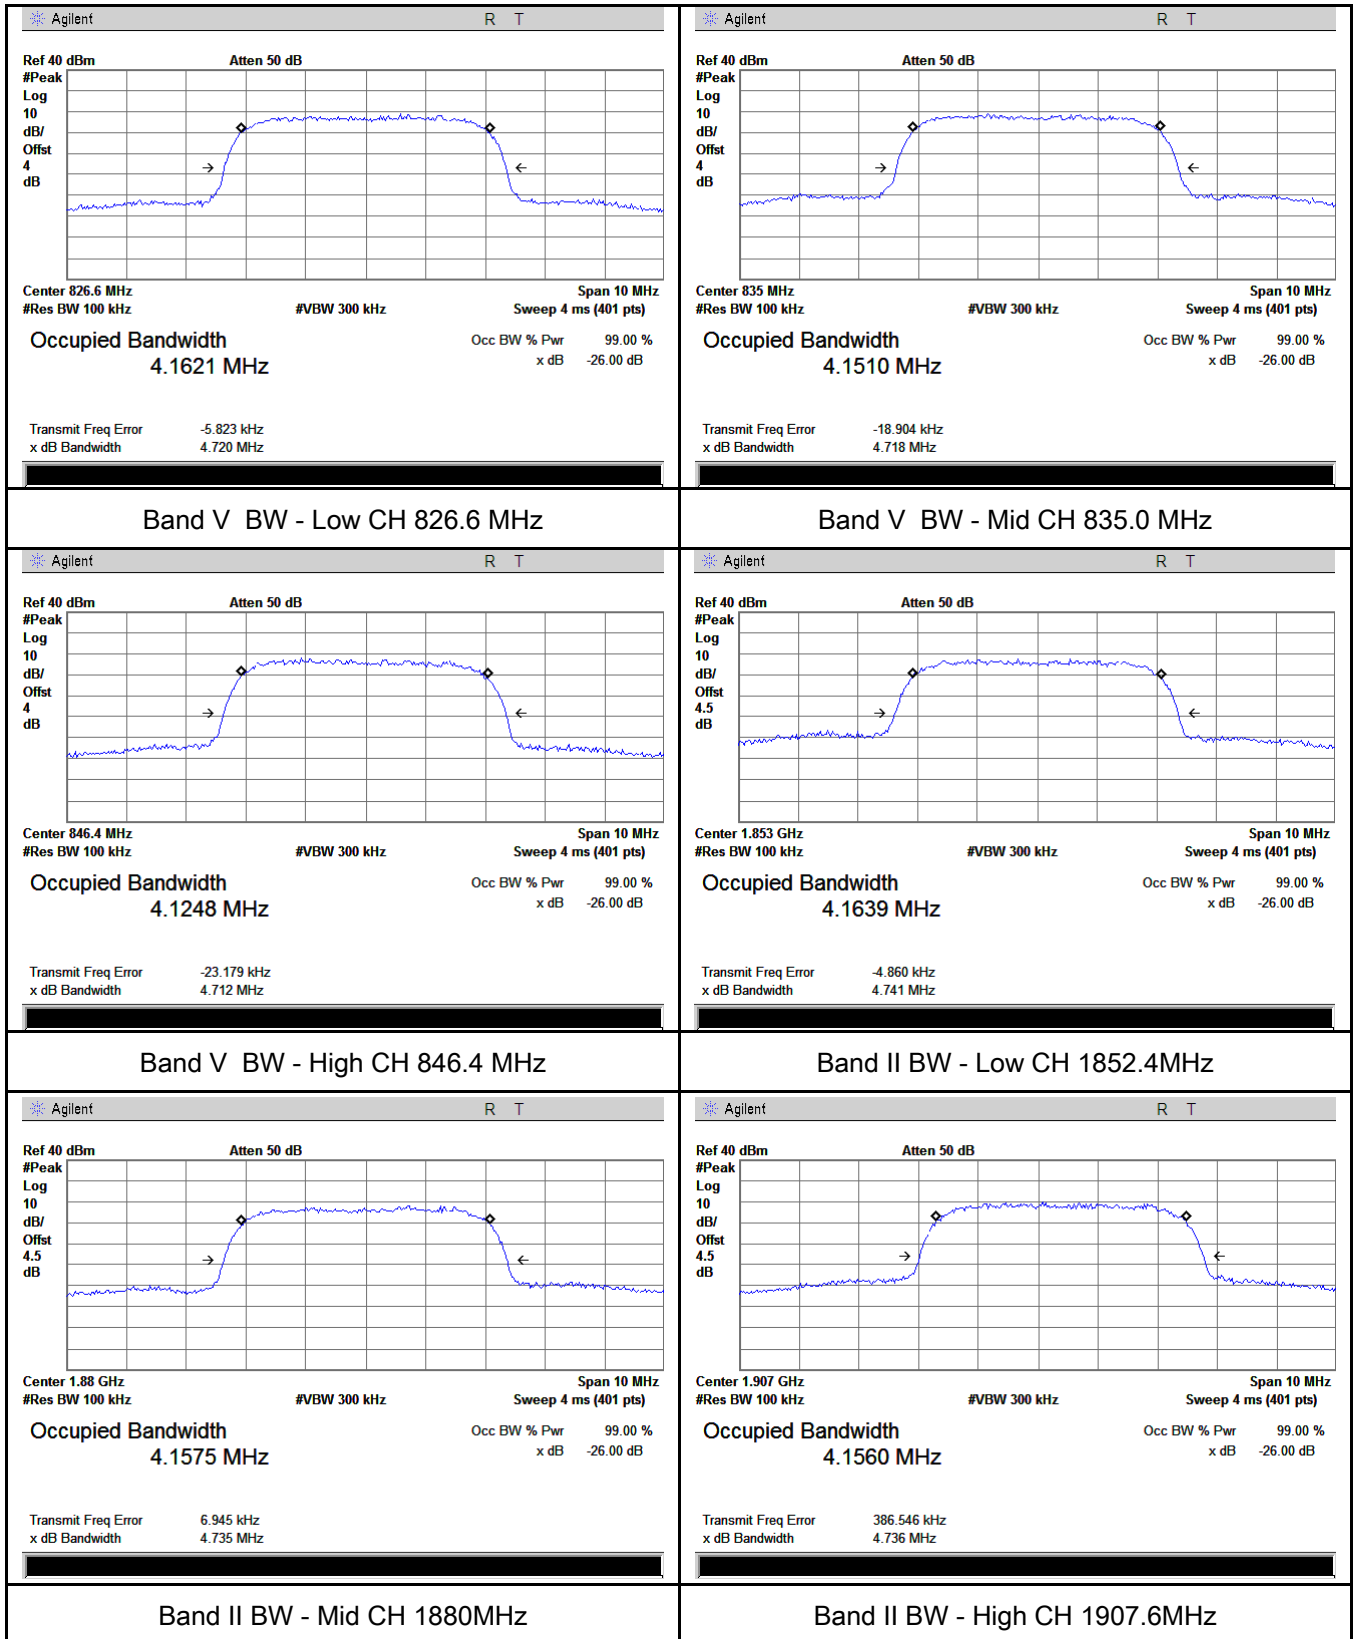 Agilent R T
Ref 40 dBm Atten 50 dB
#Peak
Log
10
dB/
Offst
4
dB
Center 826.6 MHz Span 10 MHz
#Res BW 100 kHz #VBW 300 kHz Sweep 4 ms (401 pts)
Occupied Bandwidth Occ BW % Pwr 99.00 %
4.1621 MHz x dB -26.00 dB
Transmit Freq Error -5.823 kHz
x dB Bandwidth 4.720 MHz
Band V BW - Low CH 826.6 MHz
Agilent R T
Ref 40 dBm Atten 50 dB
#Peak
Log
10
dB/
Offst
4
dB
Center 835 MHz Span 10 MHz
#Res BW 100 kHz #VBW 300 kHz Sweep 4 ms (401 pts)
Occupied Bandwidth Occ BW % Pwr 99.00 %
4.1510 MHz x dB -26.00 dB
Transmit Freq Error -18.904 kHz
x dB Bandwidth 4.718 MHz
Band V BW - Mid CH 835.0 MHz
Agilent R T
Ref 40 dBm Atten 50 dB
#Peak
Log
10
dB/
Offst
4
dB
Center 846.4 MHz Span 10 MHz
#Res BW 100 kHz #VBW 300 kHz Sweep 4 ms (401 pts)
Occupied Bandwidth Occ BW % Pwr 99.00 %
4.1248 MHz x dB -26.00 dB
Transmit Freq Error -23.179 kHz
x dB Bandwidth 4.712 MHz
Band V BW - High CH 846.4 MHz
Agilent R T
Ref 40 dBm Atten 50 dB
#Peak
Log
10
dB/
Offst
4.5
dB
Center 1.853 GHz Span 10 MHz
#Res BW 100 kHz #VBW 300 kHz Sweep 4 ms (401 pts)
Occupied Bandwidth Occ BW % Pwr 99.00 %
4.1639 MHz x dB -26.00 dB
Transmit Freq Error -4.860 kHz
x dB Bandwidth 4.741 MHz
Band II BW - Low CH 1852.4MHz
Agilent R T
Ref 40 dBm Atten 50 dB
#Peak
Log
10
dB/
Offst
4.5
dB
Center 1.88 GHz Span 10 MHz
#Res BW 100 kHz #VBW 300 kHz Sweep 4 ms (401 pts)
Occupied Bandwidth Occ BW % Pwr 99.00 %
4.1575 MHz x dB -26.00 dB
Transmit Freq Error 6.945 kHz
x dB Bandwidth 4.735 MHz
Band II BW - Mid CH 1880MHz
Agilent R T
Ref 40 dBm Atten 50 dB
#Peak
Log
10
dB/
Offst
4.5
dB
Center 1.907 GHz Span 10 MHz
#Res BW 100 kHz #VBW 300 kHz Sweep 4 ms (401 pts)
Occupied Bandwidth Occ BW % Pwr 99.00 %
4.1560 MHz x dB -26.00 dB
Transmit Freq Error 386.546 kHz
x dB Bandwidth 4.736 MHz
Band II BW - High CH 1907.6MHz